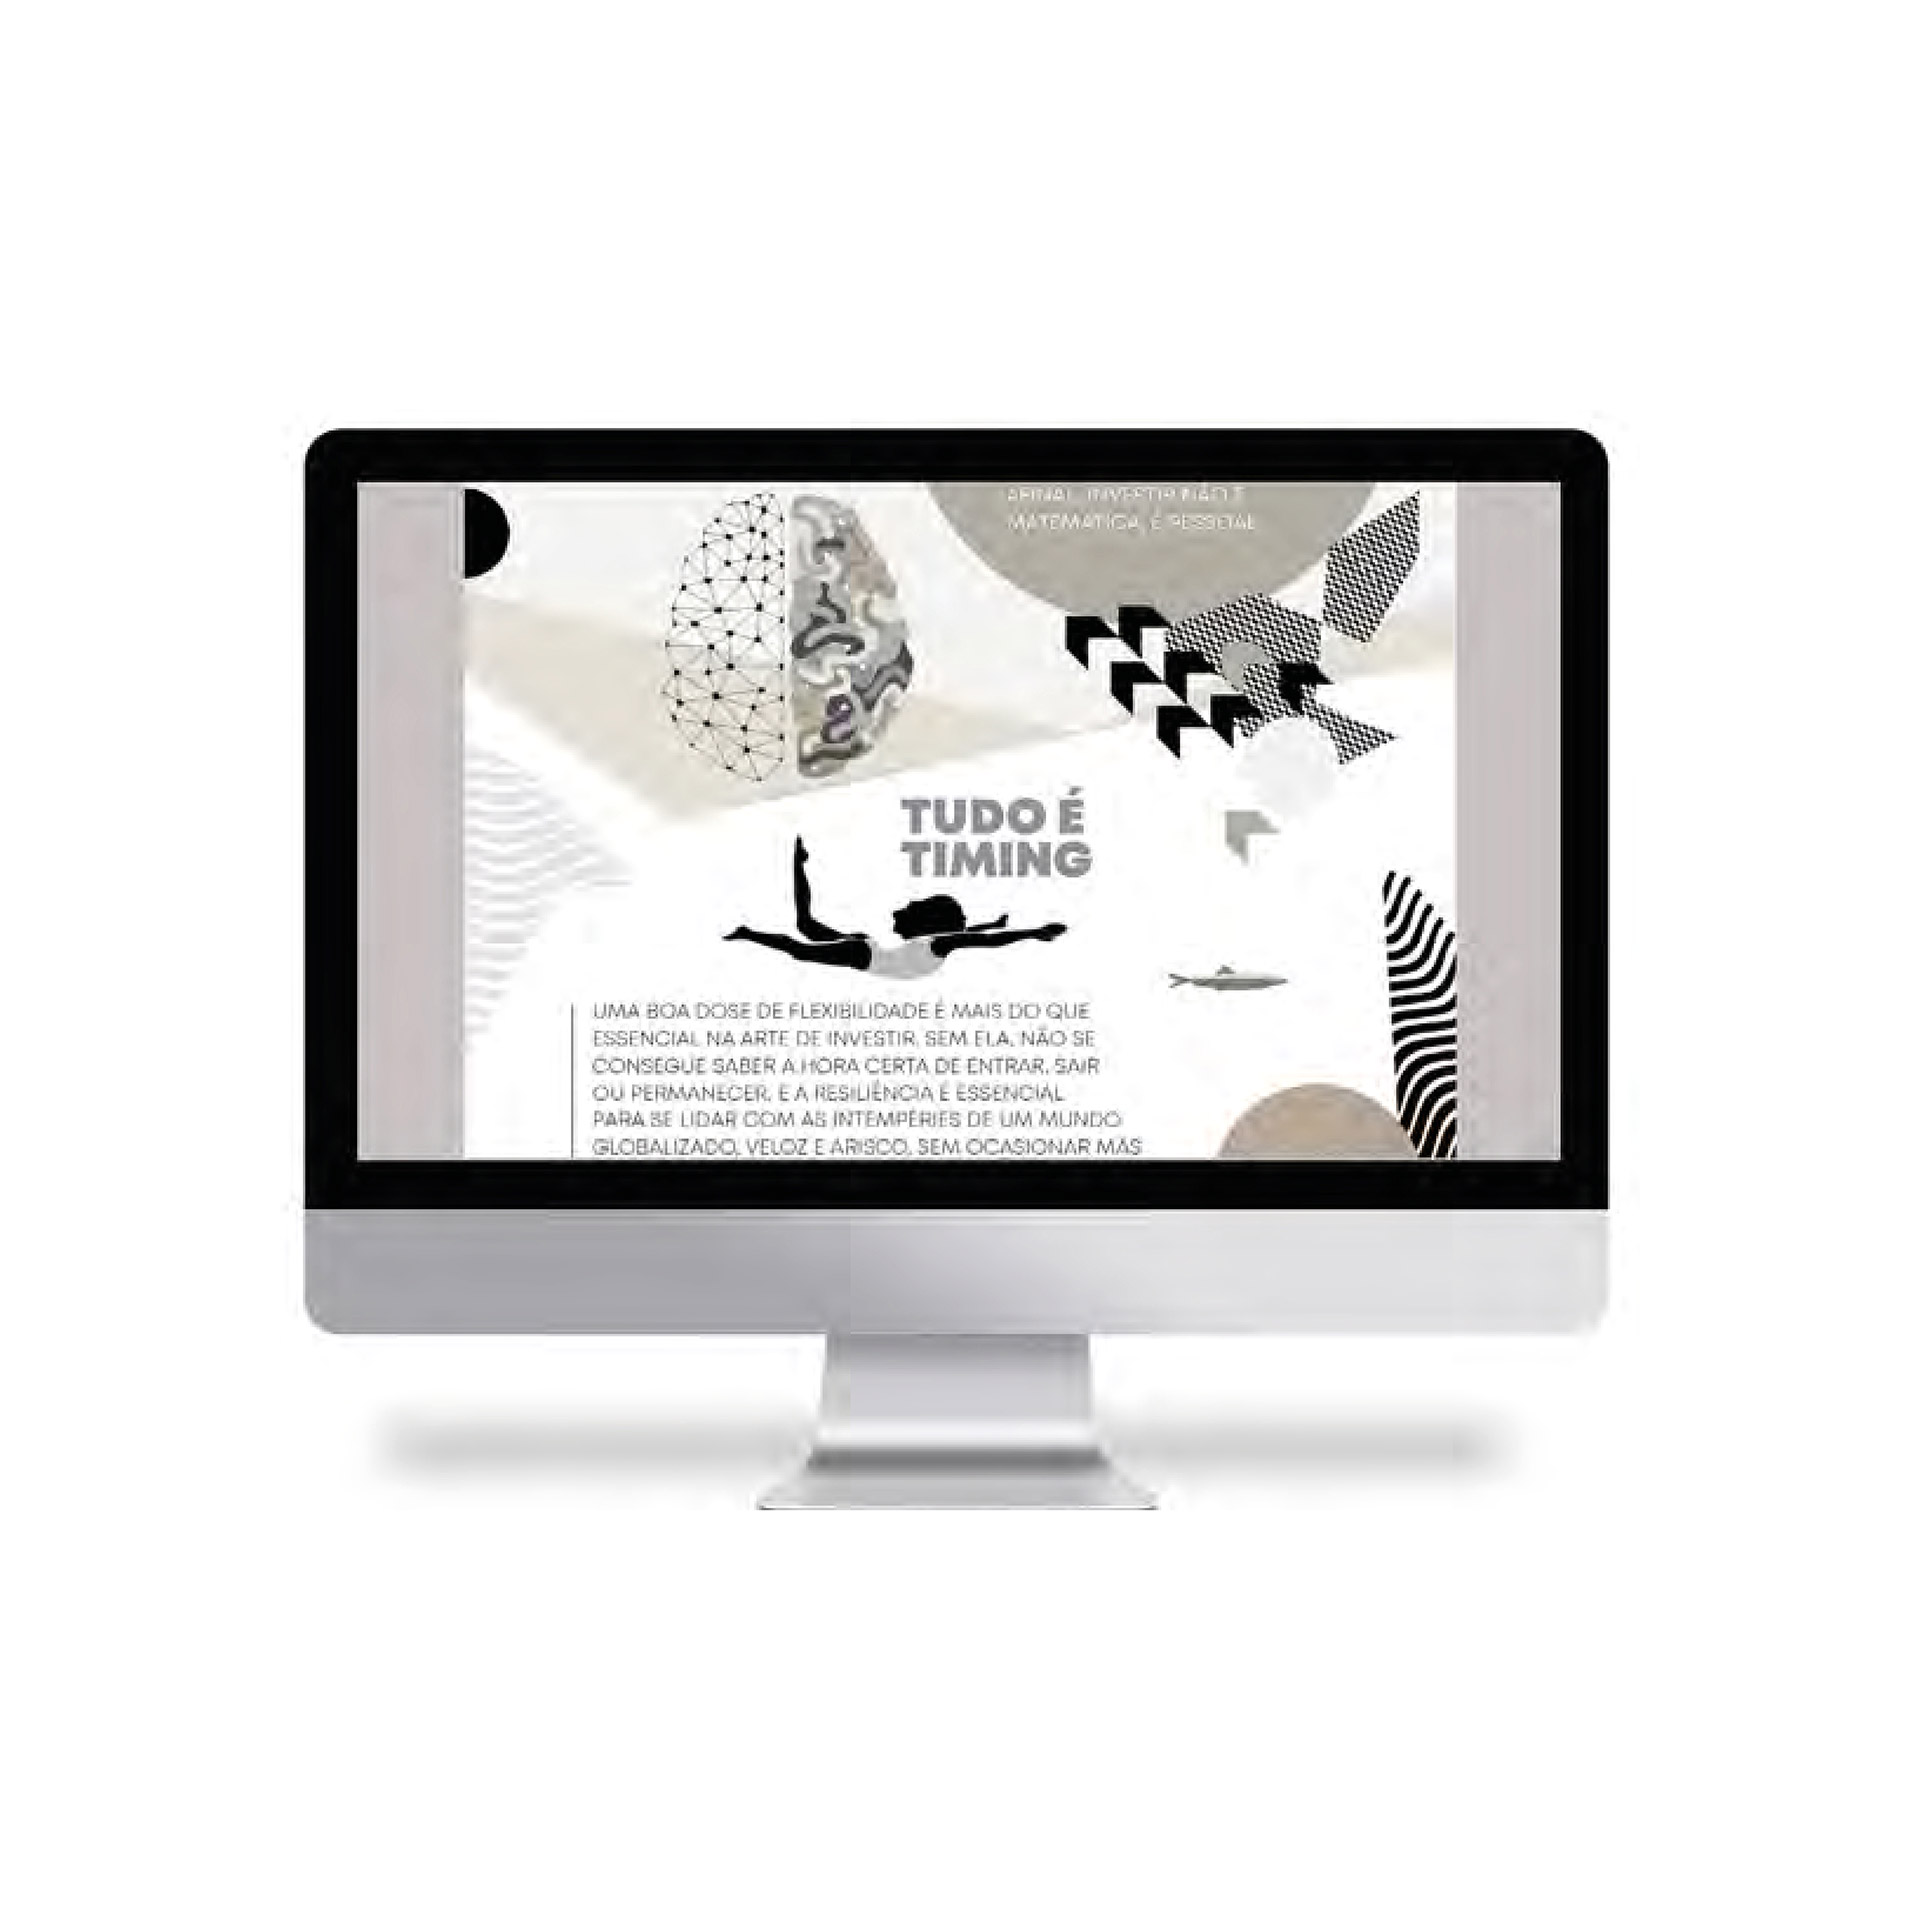 AFINAL, INVESTIR NÃO É
MATEMÁTICA, É PESSOAL
TUDO É
TIMING
UMA BOA DOSE DE FLEXIBILIDADE É MAIS DO QUE
ESSENCIAL NA ARTE DE INVESTIR. SEM ELA, NÃO SE
CONSEGUE SABER A HORA CERTA DE ENTRAR, SAIR
OU PERMANECER. E A RESILIÊNCIA É ESSENCIAL
PARA SE LIDAR COM AS INTEMPÉRIES DE UM MUNDO
GLOBALIZADO, VELOZ E ARISCO, SEM OCASIONAR MÁS